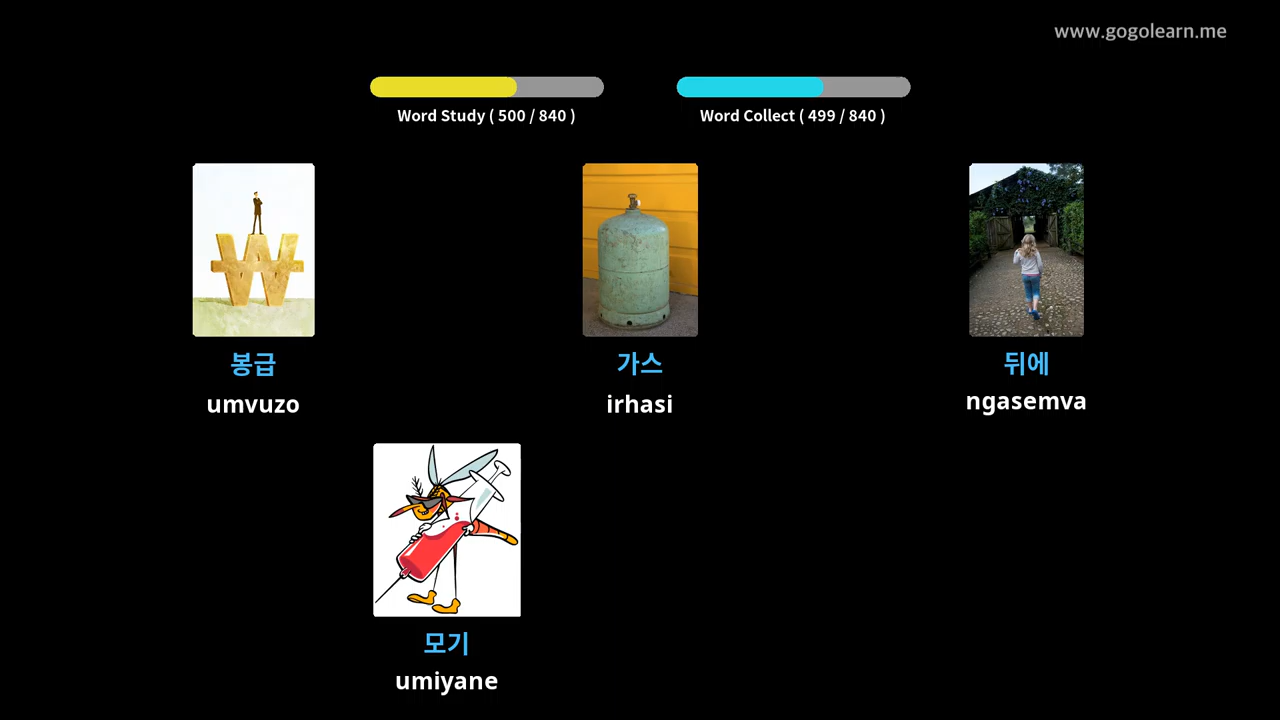 www.gogolearn.me
Word Study ( 500 / 840 )
Word Collect ( 499 / 840 )
봉급
umvuzo
가스
irhasi
뒤에
ngasemva
모기
umiyane